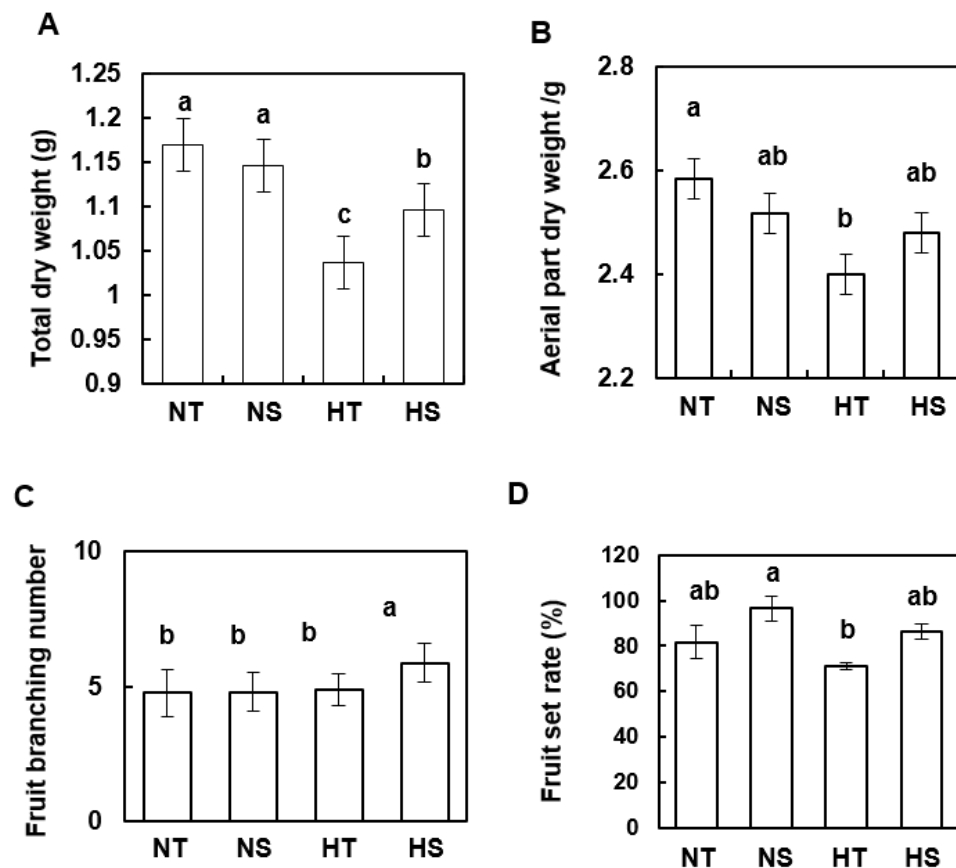 A
Total dry weight (g)
1.25
1.2
1.15
1.1
1.05
1
0.95
0.9
a
a
c
b
NT NS HT HS
B
Aerial part dry weight /g
2.8
2.6
2.4
2.2
a
ab
b
ab
NT NS HT HS
C
Fruit branching number
10
5
0
b
b
b
a
NT NS HT HS
D
Fruit set rate (%)
120
100
80
60
40
20
0
ab
a
b
ab
NT NS HT HS